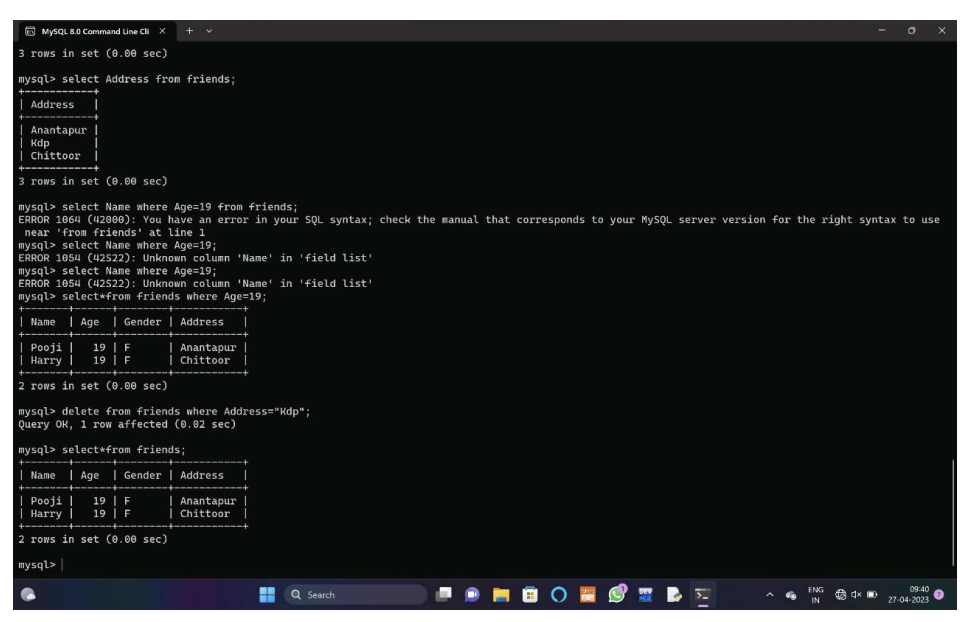 MySQL 8.0 Command Line Cli
3 rows in set (0.00 sec)
mysql> select Address from friends;
+-----------+
| Address   |
+-----------+
| Anantapur |
| Kdp       |
| Chittoor  |
+-----------+
3 rows in set (0.00 sec)
mysql> select Name where Age=19 from friends;
ERROR 1064 (42000): You have an error in your SQL syntax; check the manual that corresponds to your MySQL server version for the right syntax to use
 near 'from friends' at line 1
mysql> select Name where Age=19;
ERROR 1054 (42S22): Unknown column 'Name' in 'field list'
mysql> select Name where Age=19;
ERROR 1054 (42S22): Unknown column 'Name' in 'field list'
mysql> select*from friends where Age=19;
+-------+------+--------+-----------+
| Name  | Age  | Gender | Address   |
+-------+------+--------+-----------+
| Pooji |   19 | F      | Anantapur |
| Harry |   19 | F      | Chittoor  |
+-------+------+--------+-----------+
2 rows in set (0.00 sec)
mysql> delete from friends where Address="Kdp";
Query OK, 1 row affected (0.02 sec)
mysql> select*from friends;
+-------+------+--------+-----------+
| Name  | Age  | Gender | Address   |
+-------+------+--------+-----------+
| Pooji |   19 | F      | Anantapur |
| Harry |   19 | F      | Chittoor  |
+-------+------+--------+-----------+
2 rows in set (0.00 sec)
mysql>
Search
DEV
ENG
IN
09:40
27-04-2023